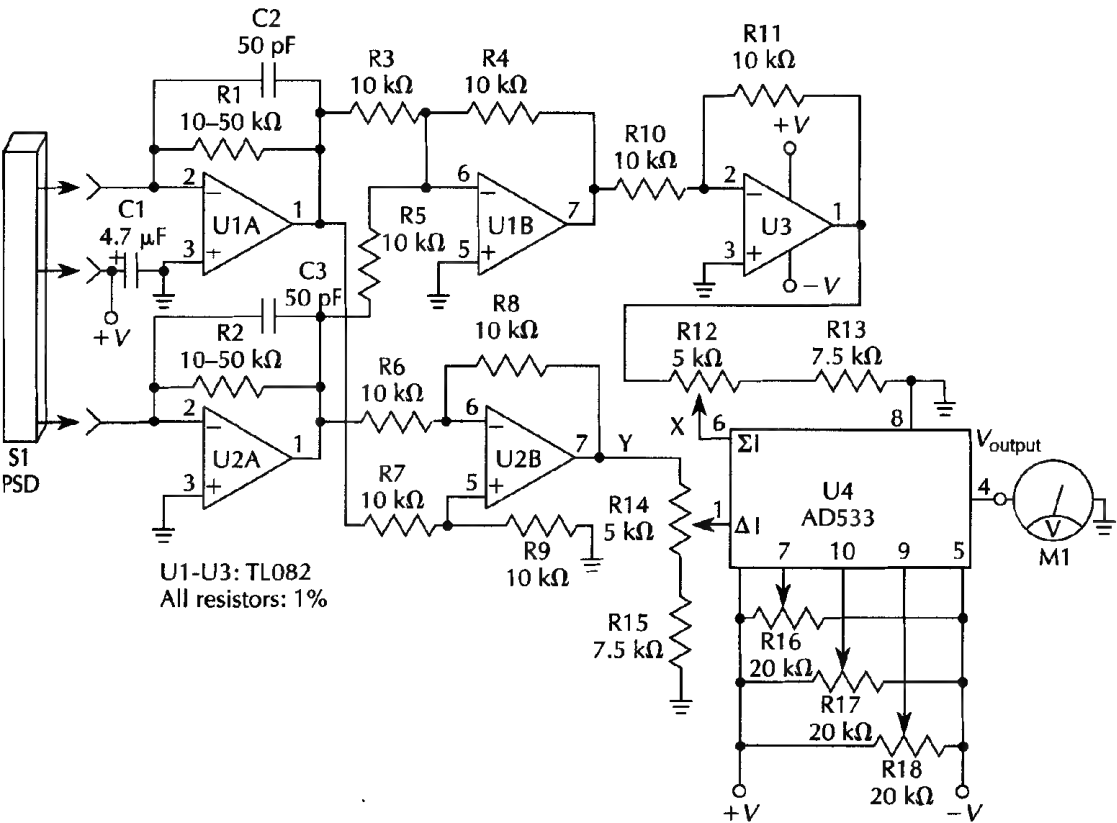 C2
50 pF
R1
10–50 kΩ
R3
10 kΩ
R4
10 kΩ
R11
10 kΩ
+V
R10
10 kΩ
2
−
U1A
1
3
+
C1
4.7 μF
+
+V
6
−
U1B
7
5
+
R5
10 kΩ
2
−
U3
1
3
+
−V
C3
50 pF
R2
10–50 kΩ
R8
10 kΩ
R12
5 kΩ
R13
7.5 kΩ
R6
10 kΩ
2
−
U2A
1
3
+
6
−
U2B
7
5
+
Y
X
6
ΣI
8
Voutput
S1
PSD
R7
10 kΩ
R9
10 kΩ
R14
5 kΩ
1
ΔI
U4
AD533
4
V
M1
7
10
9
5
U1-U3: TL082
All resistors: 1%
R15
7.5 kΩ
R16
20 kΩ
R17
20 kΩ
R18
20 kΩ
+V
−V